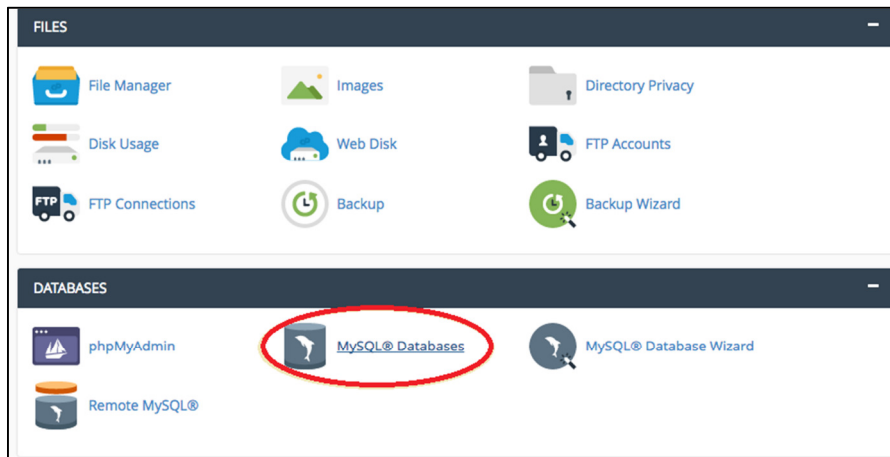 FILES
File Manager
Images
Directory Privacy
Disk Usage
Web Disk
FTP Accounts
FTP
FTP Connections
Backup
Backup Wizard
DATABASES
phpMyAdmin
MySQL® Databases
MySQL® Database Wizard
Remote MySQL®